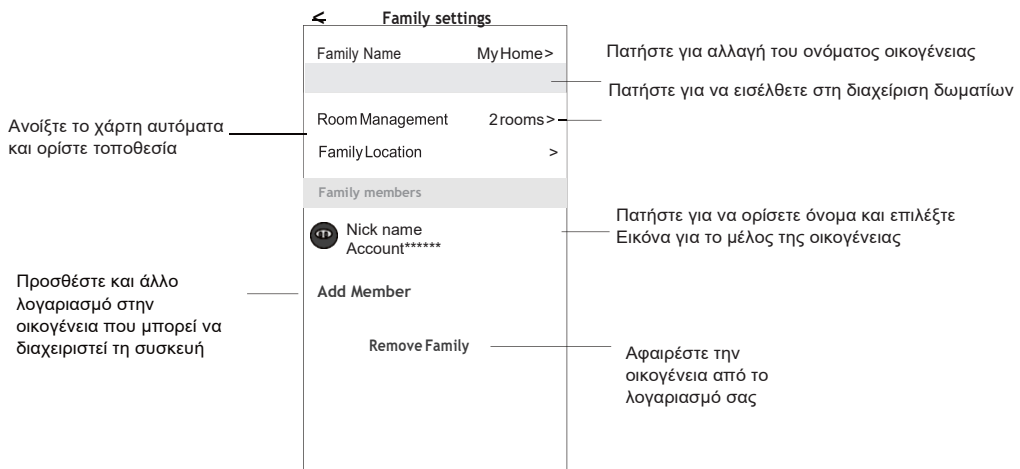 < Family settings
Family Name My Home >
Πατήστε για αλλαγή του ονόματος οικογένειας
>
Πατήστε για να εισέλθετε στη διαχείριση δωματίων
Room Management 2 rooms >
Ανοίξτε το χάρτη αυτόματα
και ορίστε τοποθεσία
Family Location >
Family members
Nick name
Account******
Πατήστε για να ορίσετε όνομα και επιλέξτε
Εικόνα για το μέλος της οικογένειας
Προσθέστε και άλλο
λογαριασμό στην
οικογένεια που μπορεί να
διαχειριστεί τη συσκευή
Add Member
Remove Family
Αφαιρέστε την
οικογένεια από το
λογαριασμό σας